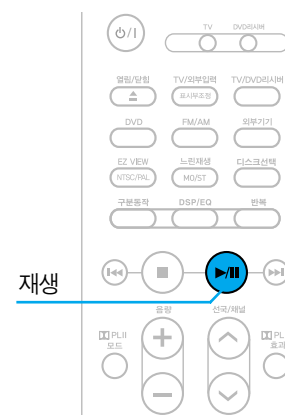 TV DVD리시버
열림/닫힘 TV/외부입력 TV/DVD리시버
표시부조정
DVD FM/AM 외부기기
EZ VIEW 느린재생 디스크선택
NTSC/PAL MO/ST
구분동작 DSP/EQ 반복
재생
음량 선국/채널
PLII PL
모드 효과